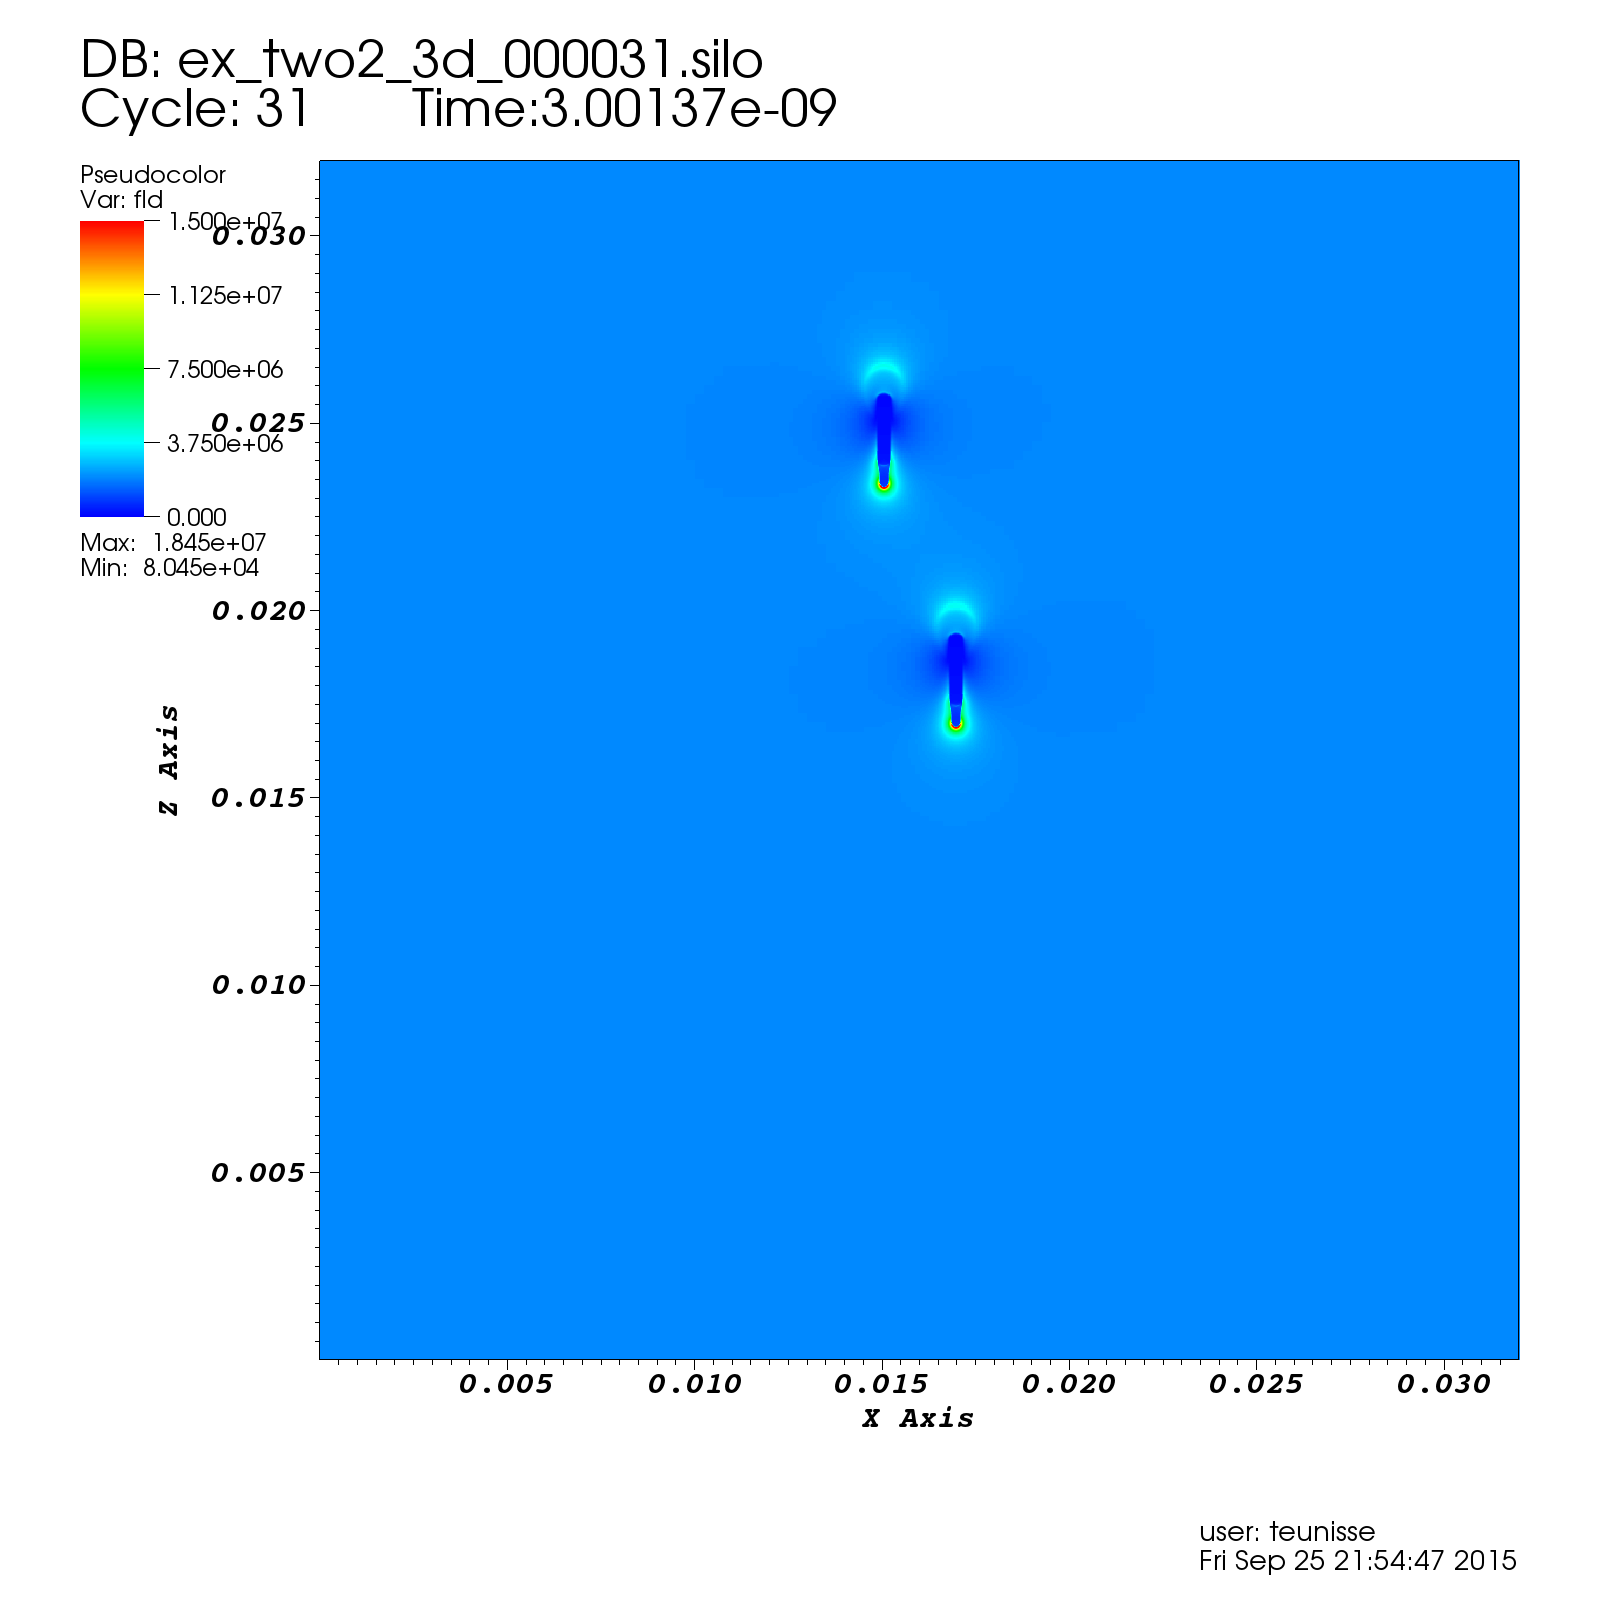 DB: ex_two2_3d_000031.silo
Cycle: 31 Time:3.00137e-09
Pseudocolor
Var: fld
1.500e+07
1.125e+07
7.500e+06
3.750e+06
0.000
Max: 1.845e+07
Min: 8.045e+04
0.030
0.025
0.020
0.015
0.010
0.005
Z Axis
0.005 0.010 0.015 0.020 0.025 0.030
X Axis
user: teunisse
Fri Sep 25 21:54:47 2015